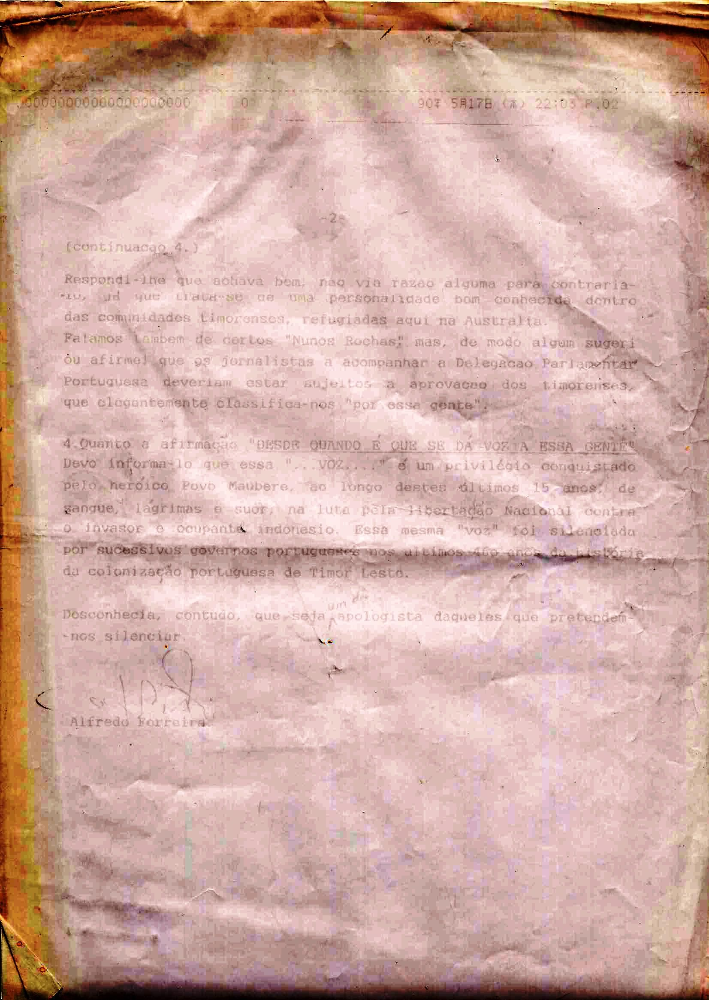 00000000000000000000 0 90年 5月17日 (木) 22:03 P.02
-2-
(continuacao 4.)
Respondi-lhe que achava bem, nao via razao alguma para contraria-
-lo, já que trata-se de uma personalidade bom conhecida dentro
das comunidades timorenses, refugiadas aqui na Australia.
Falamos tambem de certos "Nunos Rochas", mas, de modo algum sugeri
ou afirmei que os jornalistas a acompanhar a Delegacao Parlamentar
Portuguesa deveriam estar sujeitos a aprovacao dos timorenses,
que elegantemente classifica-nos "por essa gente".
4.Quanto a afirmação "DESDE QUANDO É QUE SE DÁ VOZ A ESSA GENTE"
Devo informa-lo que essa "...VOZ...." é um privilégio conquistado
pelo heróico Povo Maubere, ao longo destes últimos 15 anos, de
sangue, lágrimas e suor, na luta pela libertação Nacional contra
o invasor e ocupante indonesio. Essa mesma "voz" foi silenciada
por sucessivos governos portugueses nos ultimos 460 anos da história
da colonização portuguesa de Timor Leste.
um dos
Desconhecia, contudo, que seja apologista daqueles que pretendem-
-nos silenciar.
Alfredo Ferreira